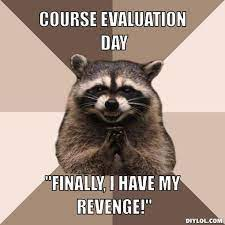 COURSE EVALUATION
DAY
"FINALLY, I HAVE MY
REVENGE!"
DIYLOL.COM